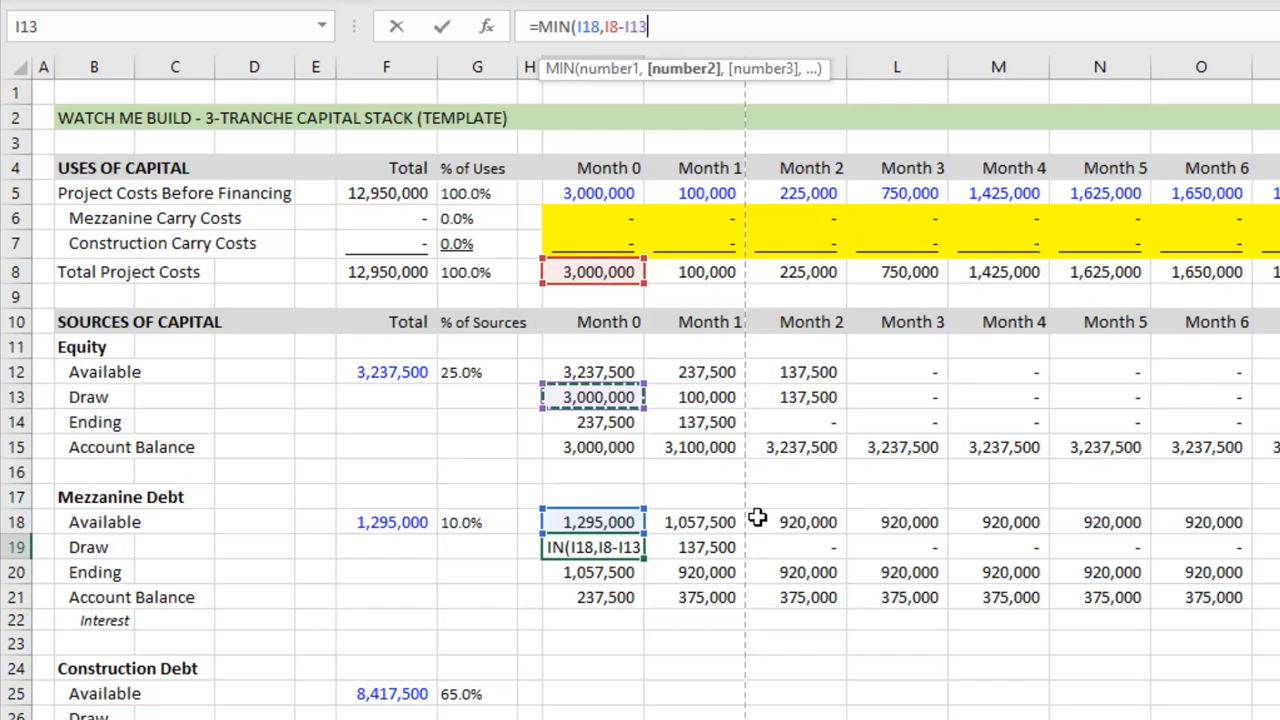 I13 fx =MIN(I18,I8-I13
A B C D E F G H L M N O
MIN(number1, [number2], [number3], ...)
1
2 WATCH ME BUILD - 3-TRANCHE CAPITAL STACK (TEMPLATE)
3
4 USES OF CAPITAL Total % of Uses Month 0 Month 1 Month 2 Month 3 Month 4 Month 5 Month 6
5 Project Costs Before Financing 12,950,000 100.0% 3,000,000 100,000 225,000 750,000 1,425,000 1,625,000 1,650,000 1
6 Mezzanine Carry Costs - 0.0% - - - - - - -
7 Construction Carry Costs - 0.0% - - - - - - -
8 Total Project Costs 12,950,000 100.0% 3,000,000 100,000 225,000 750,000 1,425,000 1,625,000 1,650,000 1
9
10 SOURCES OF CAPITAL Total % of Sources Month 0 Month 1 Month 2 Month 3 Month 4 Month 5 Month 6
11 Equity
12 Available 3,237,500 25.0% 3,237,500 237,500 137,500 - - - -
13 Draw 3,000,000 100,000 137,500 - - - -
14 Ending 237,500 137,500 - - - - -
15 Account Balance 3,000,000 3,100,000 3,237,500 3,237,500 3,237,500 3,237,500 3,237,500 3
16
17 Mezzanine Debt
18 Available 1,295,000 10.0% 1,295,000 1,057,500 920,000 920,000 920,000 920,000 920,000
19 Draw IN(I18,I8-I13 137,500 - - - - -
20 Ending 1,057,500 920,000 920,000 920,000 920,000 920,000 920,000
21 Account Balance 237,500 375,000 375,000 375,000 375,000 375,000 375,000
22 Interest
23
24 Construction Debt
25 Available 8,417,500 65.0%
26 Draw